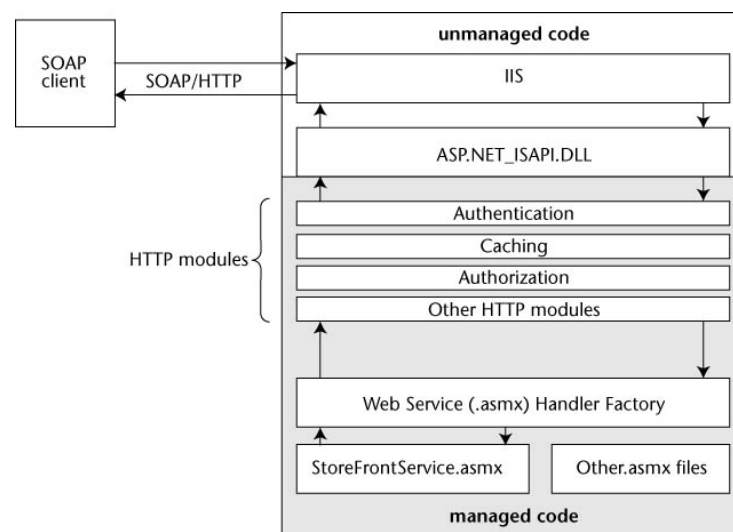 unmanaged code
SOAP
client
SOAP/HTTP
IIS
ASP.NET_ISAPI.DLL
HTTP modules
Authentication
Caching
Authorization
Other HTTP modules
Web Service (.asmx) Handler Factory
StoreFrontService.asmx
Other.asmx files
managed code